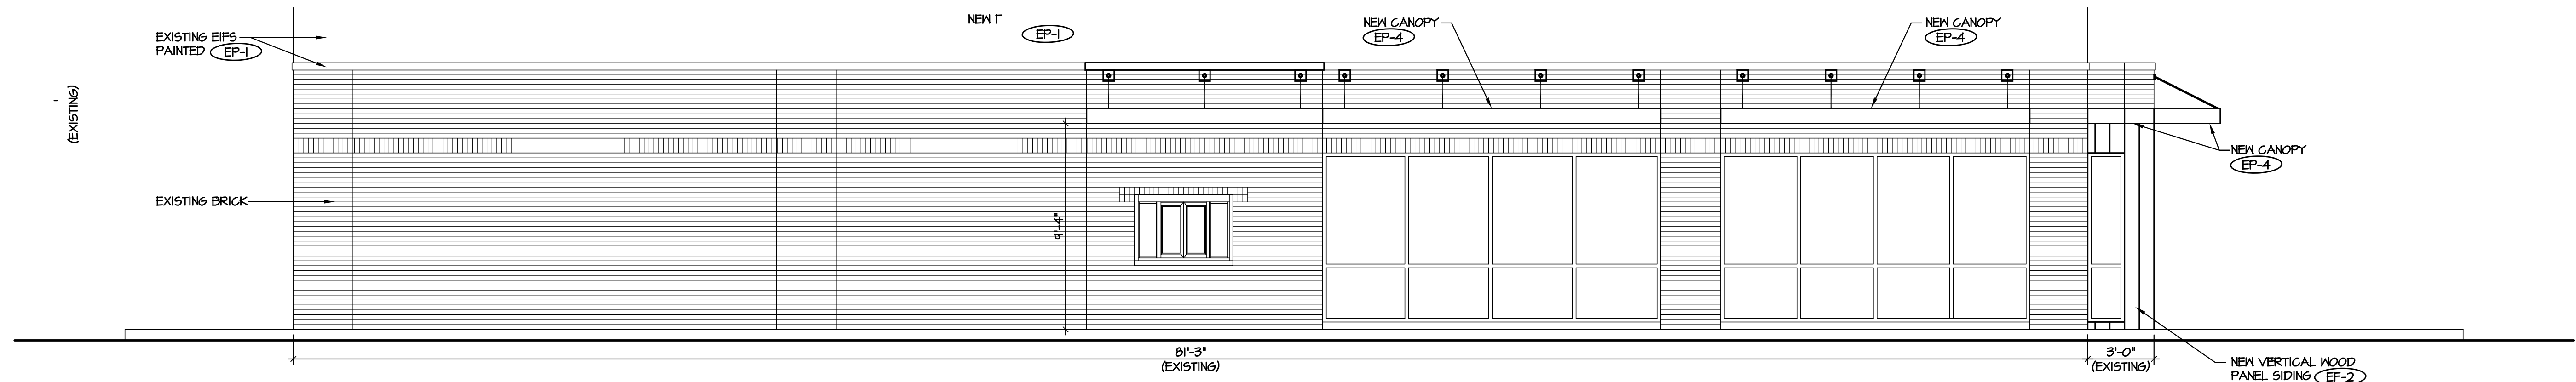 NEW
EP-1
NEW CANOPY
EP-4
NEW CANOPY
EP-4
EXISTING EIFS
PAINTED EP-1
(EXISTING)
NEW CANOPY
EP-4
EXISTING BRICK
9'-4"
81'-3"
(EXISTING)
3'-0"
(EXISTING)
NEW VERTICAL WOOD
PANEL SIDING EF-2